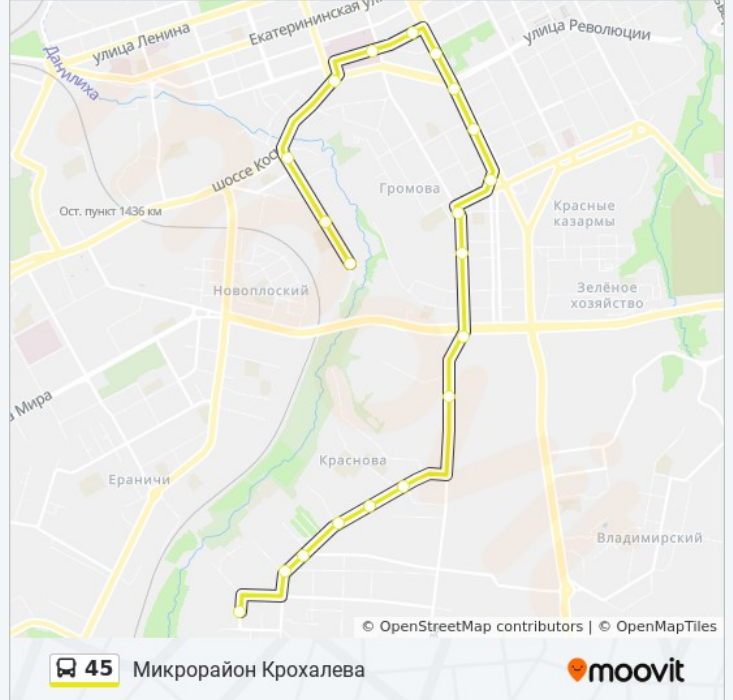 улица Ленина
Екатерининская ул
улица Революции
Данилиха
шоссе Кос
Громова
Ост. пункт 1436 км
Красные
казармы
Новоплоский
Зелёное
хозяйство
а Мира
Краснова
Ераничи
Владимирский
© OpenStreetMap contributors | © OpenMapTiles
45 Микрорайон Крохалева
moovit